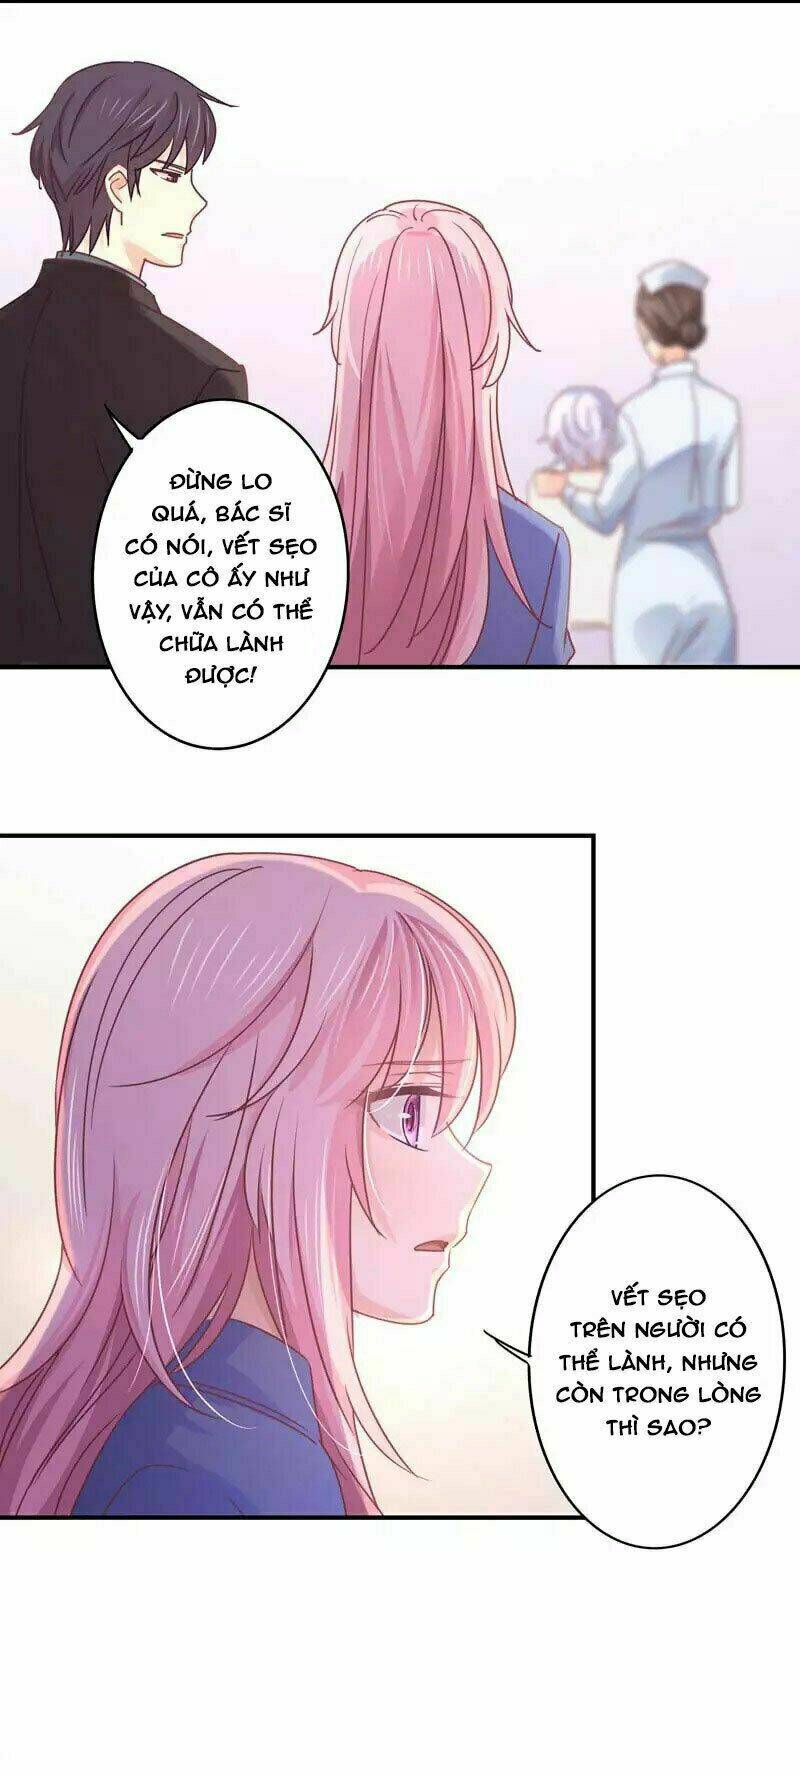 ĐỪNG LO
QUÁ, BÁC SĨ
CÓ NÓI, VẾT SẸO
CỦA CÔ ẤY NHƯ
VẬY, VẪN CÓ THỂ
CHỮA LÀNH
ĐƯỢC!
VẾT SẸO
TRÊN NGƯỜI CÓ
THỂ LÀNH, NHƯNG
CÒN TRONG LÒNG
THÌ SAO?